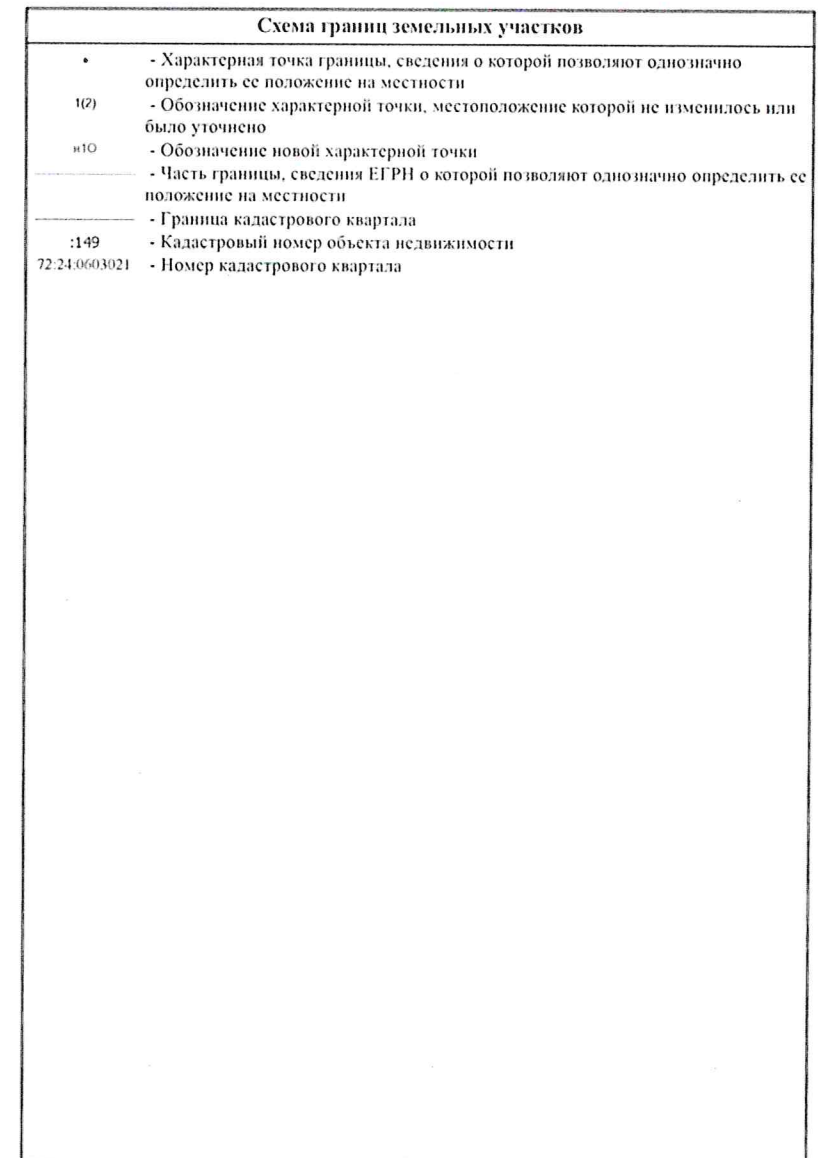 Схема границ земельных участков
- Характерная точка границы, сведения о которой позволяют однозначно
определить ее положение на местности
1(2) - Обозначение характерной точки, местоположение которой не изменилось или
было уточнено
н1О - Обозначение новой характерной точки
- Часть границы, сведения ЕГРН о которой позволяют однозначно определить ее
положение на местности
- Граница кадастрового квартала
:149 - Кадастровый номер объекта недвижимости
72:24:0603021 - Номер кадастрового квартала